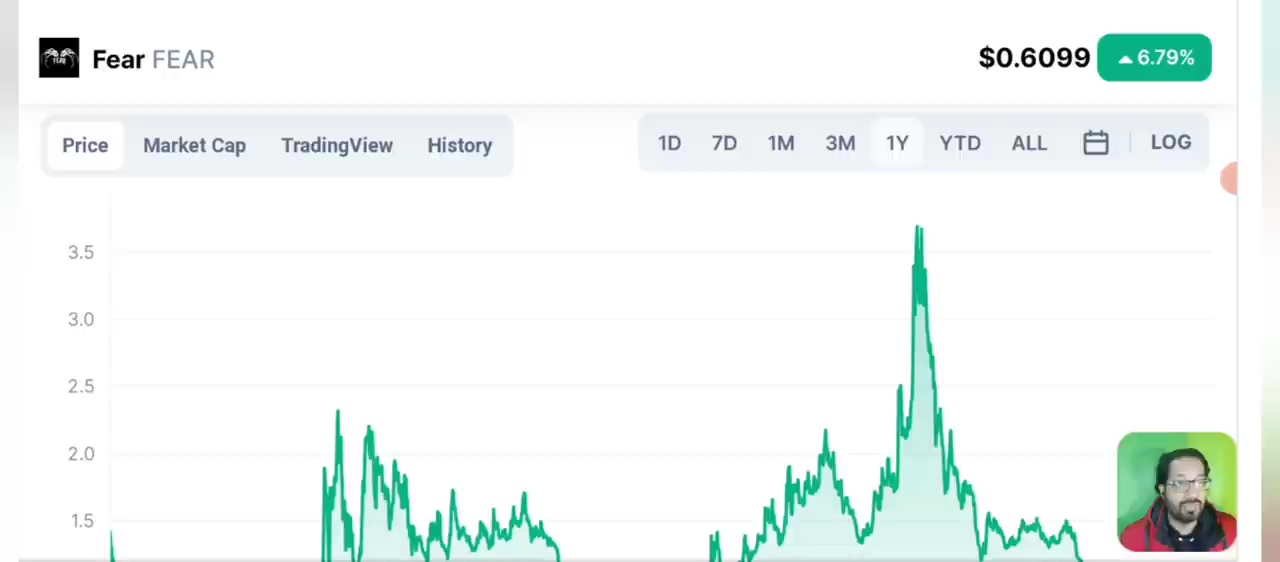 Fear FEAR
$0.6099 6.79%
Price Market Cap TradingView History
1D 7D 1M 3M 1Y YTD ALL LOG
3.5
3.0
2.5
2.0
1.5